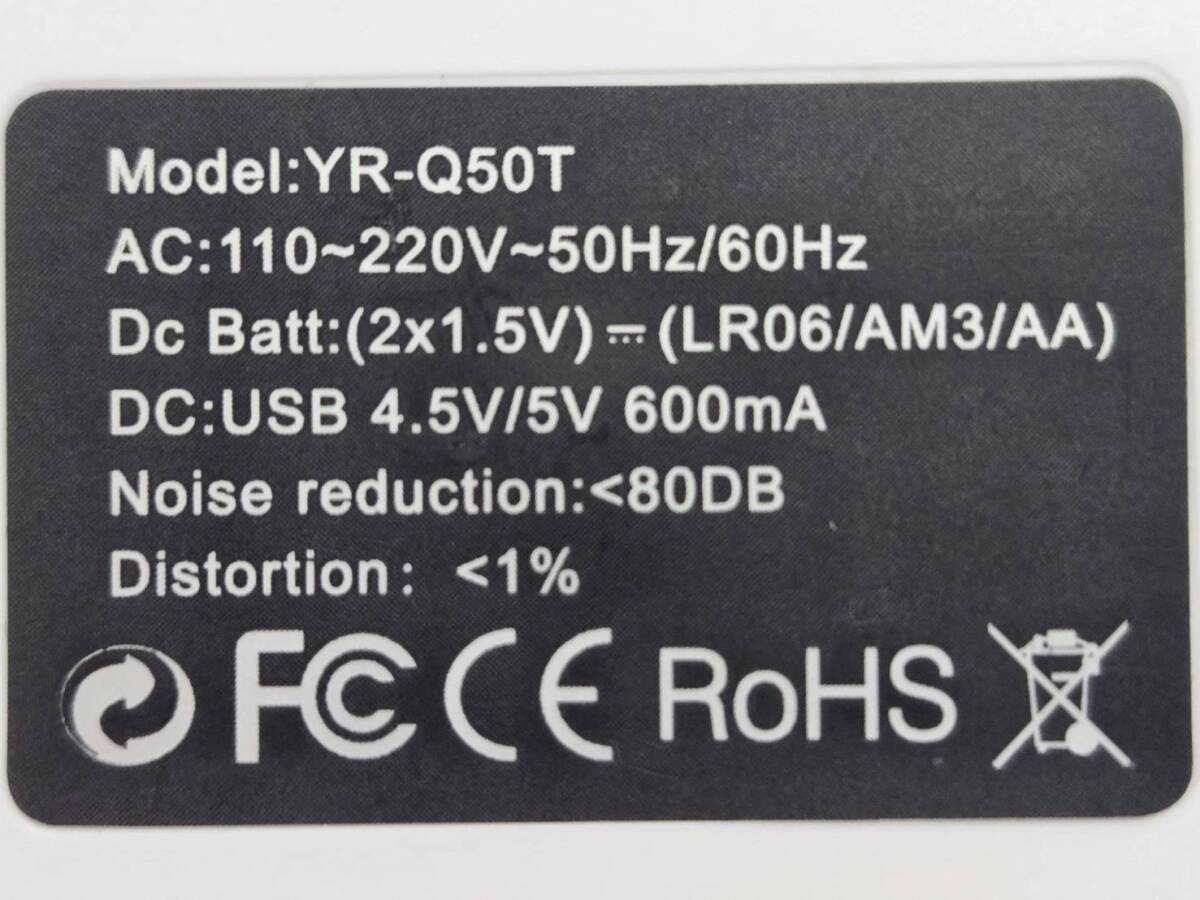 Model:YR-Q50T
AC:110~220V~50Hz/60Hz
Dc Batt:(2x1.5V)⎓(LR06/AM3/AA)
DC:USB 4.5V/5V 600mA
Noise reduction:<80DB
Distortion: <1%
FC CE RoHS